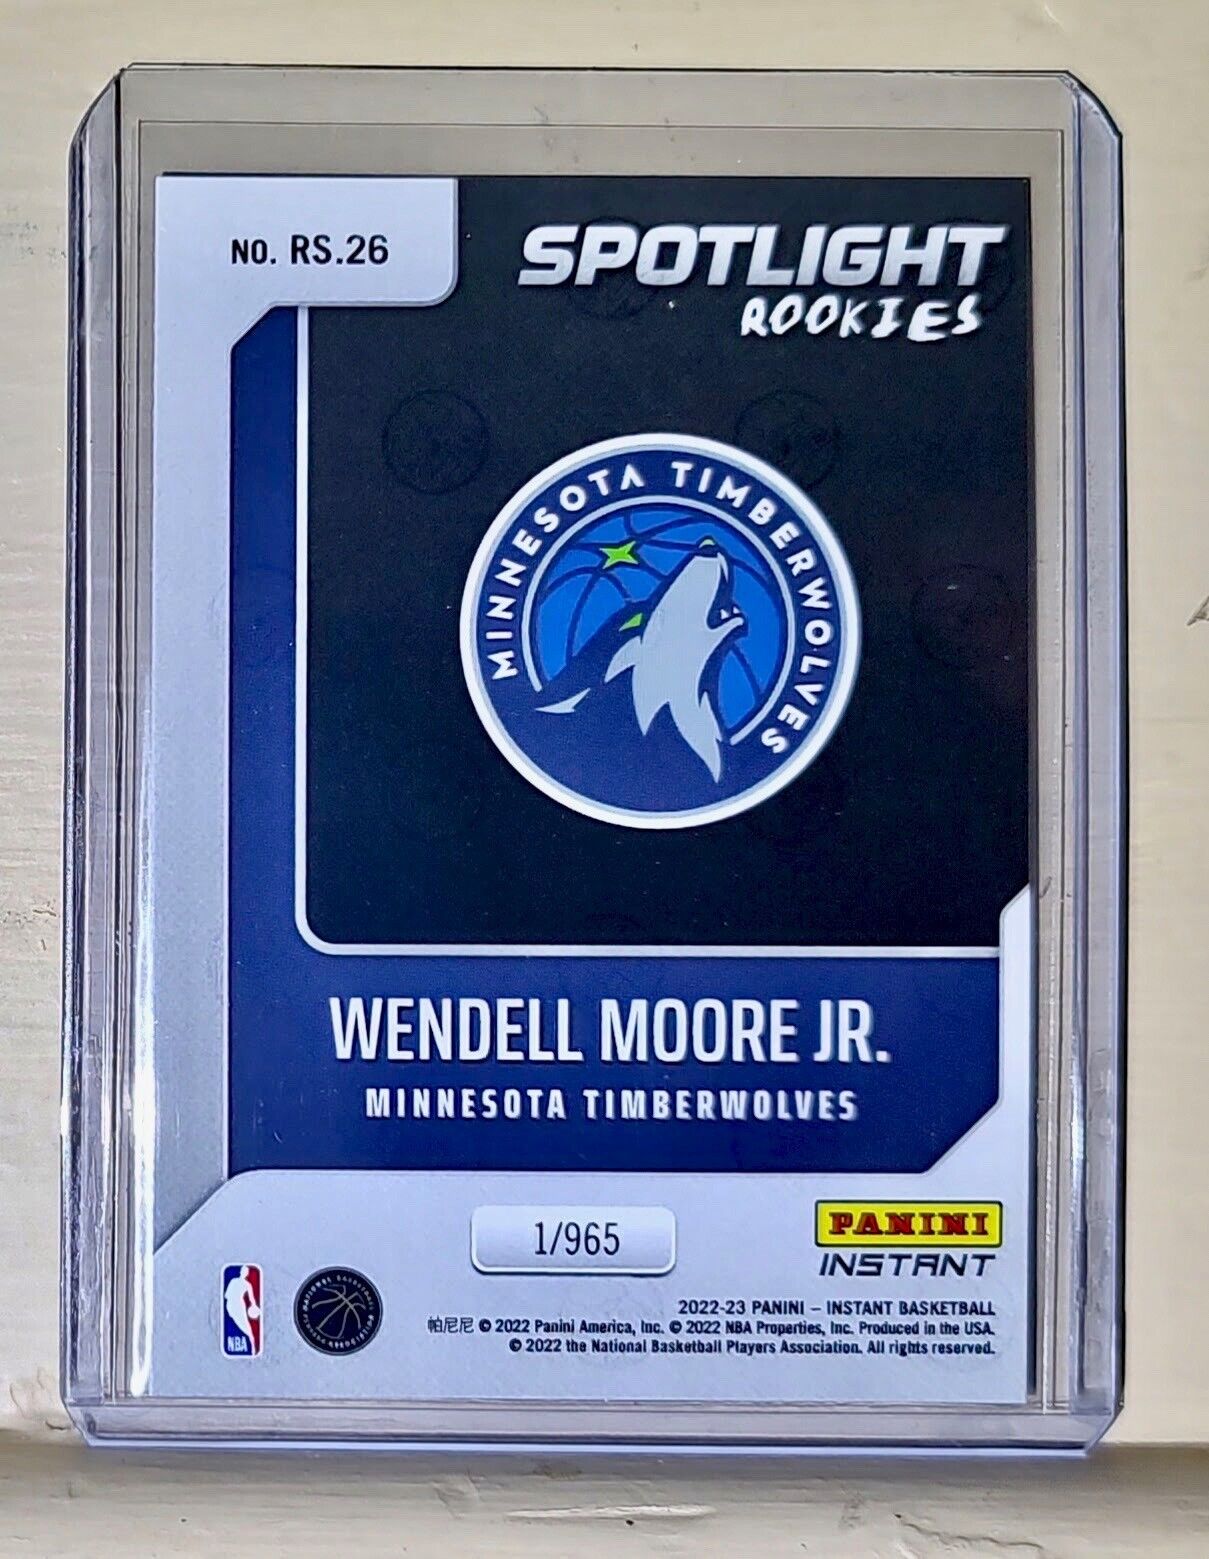 NO. RS.26
SPOTLIGHT
ROOKIES
MINNESOTA TIMBERWOLVES
WENDELL MOORE JR.
MINNESOTA TIMBERWOLVES
1/965
PANINI
INSTANT
NBA
2022-23 PANINI – INSTANT BASKETBALL
帕尼尼 © 2022 Panini America, Inc. © 2022 NBA Properties, Inc. Produced in the USA.
© 2022 the National Basketball Players Association. All rights reserved.